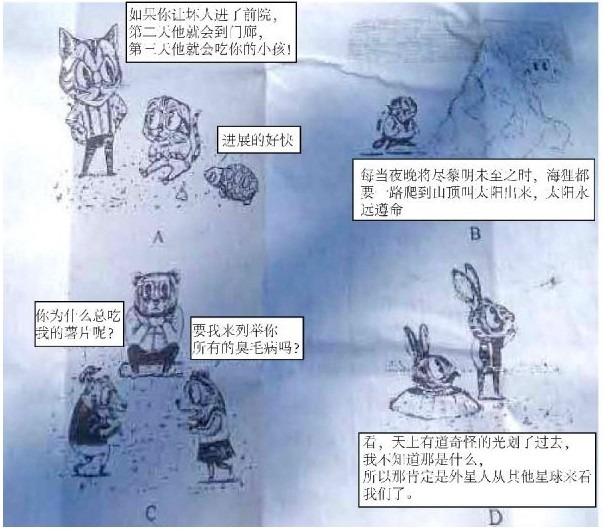 如果你让坏人进了前院，
第二天他就会到门廊，
第三天他就会吃你的小孩！
进展的好快
A
每当夜晚将尽黎明未至之时，海狸都
要一路爬到山顶叫太阳出来，太阳永
远遵命
B
你为什么总吃
我的薯片呢？
要我来列举你
所有的臭毛病吗？
C
看，天上有道奇怪的光划了过去，
我不知道那是什么，
所以那肯定是外星人从其他星球来看
我们了。
D